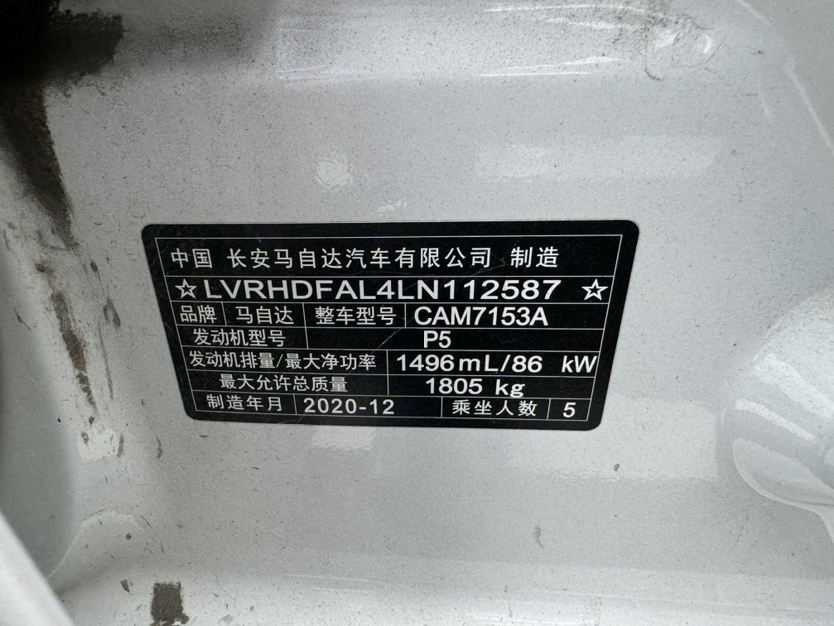 中国 长安马自达汽车有限公司 制造
☆LVRHDFAL4LN112587☆
品牌 马自达 整车型号 CAM7153A
发动机型号 P5
发动机排量/最大净功率 1496mL/86 kW
最大允许总质量 1805 kg
制造年月 2020-12 乘坐人数 5